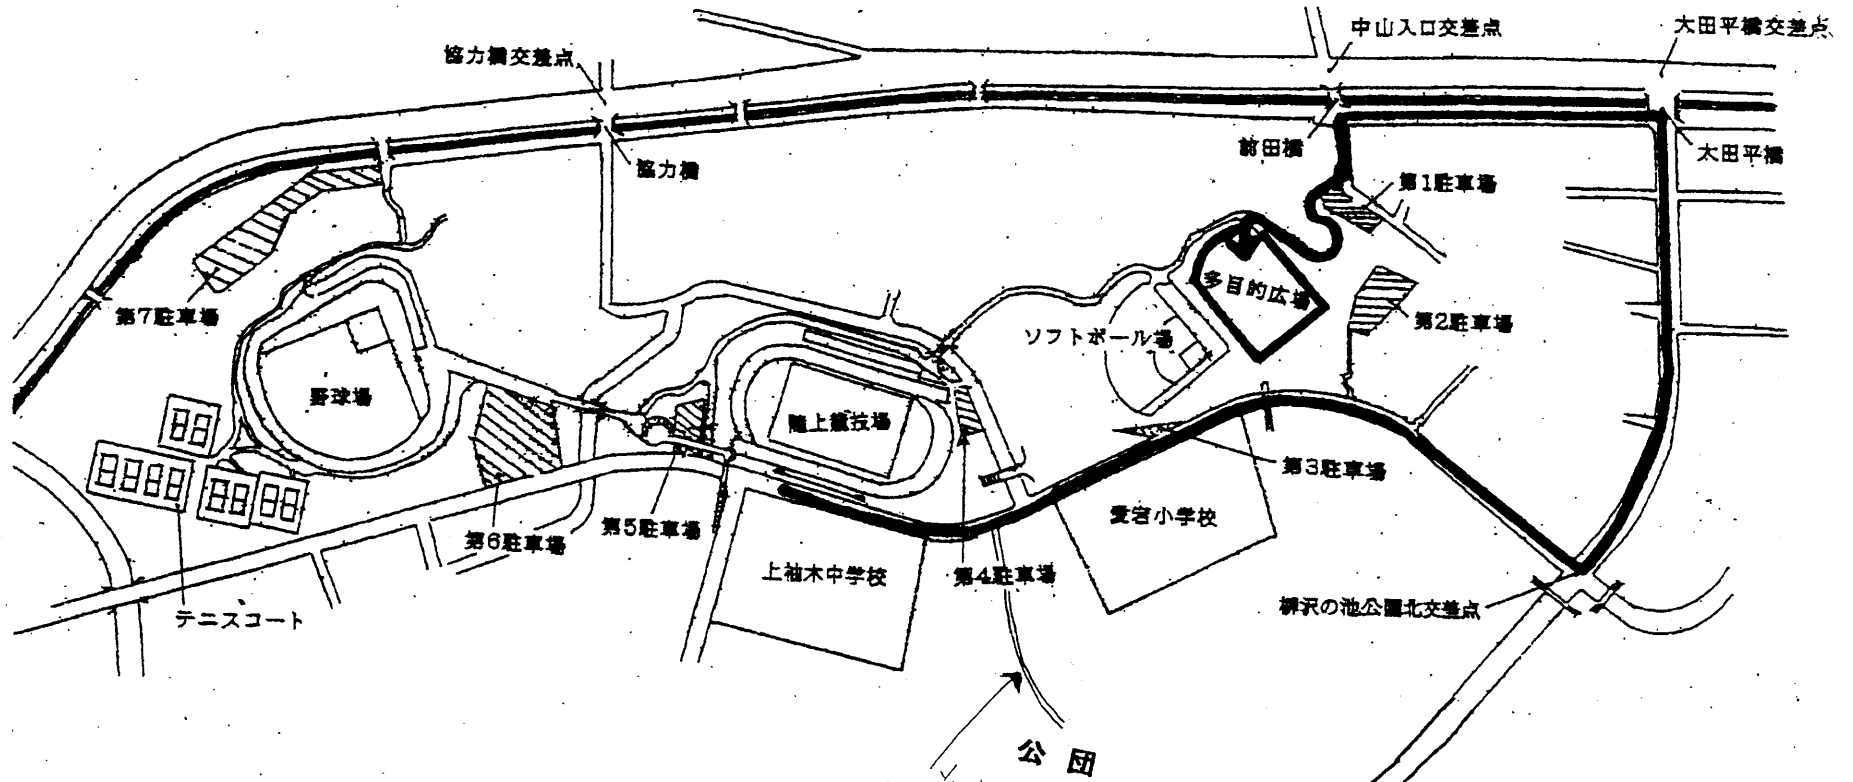 中山入口交差点
太田平橋交差点
協力橋交差点
前田橋
太田平橋
協力橋
第1駐車場
多目的広場
第7駐車場
第2駐車場
ソフトボール場
野球場
陸上競技場
第3駐車場
愛宕小学校
第5駐車場
第6駐車場
上柚木中学校
第4駐車場
柳沢の池公園北交差点
テニスコート
公団